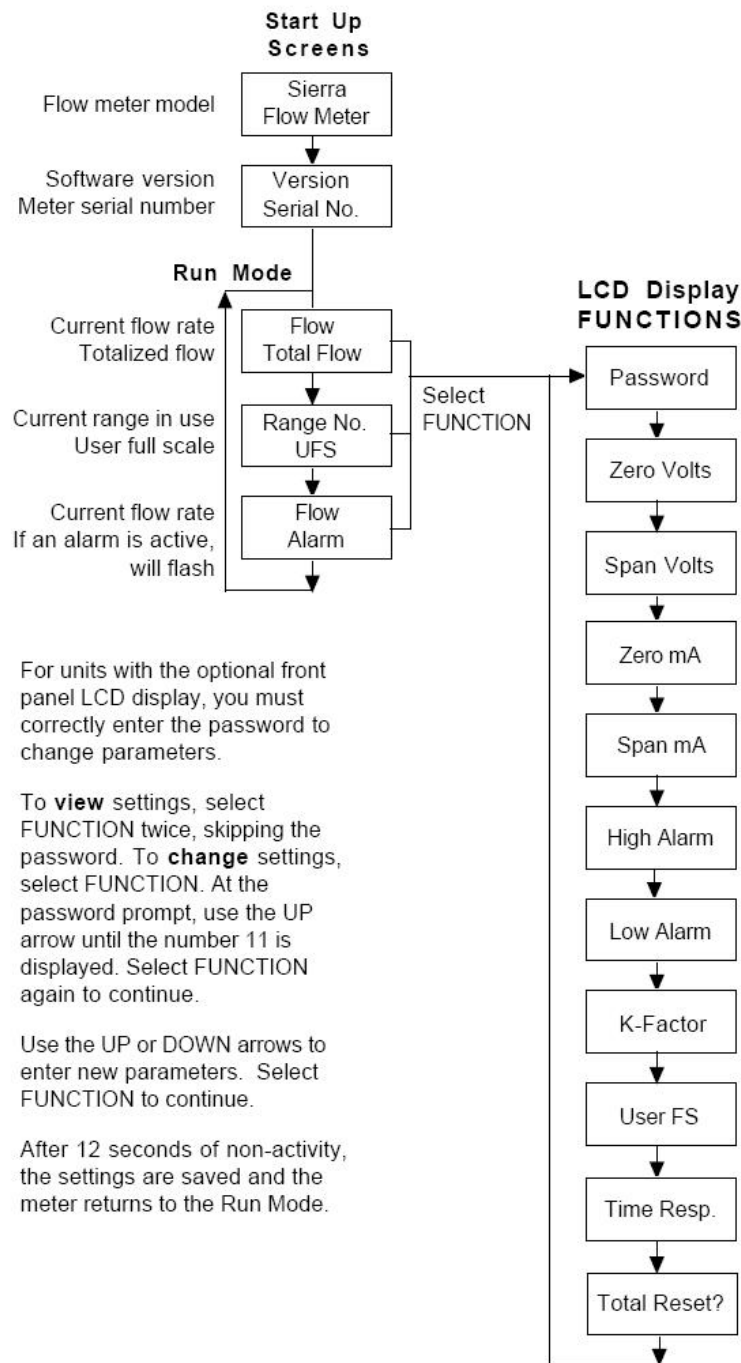 Start Up
Screens
Flow meter model
Sierra
Flow Meter
Software version
Meter serial number
Version
Serial No.
Run Mode
Current flow rate
Totalized flow
Flow
Total Flow
Current range in use
User full scale
Range No.
UFS
Current flow rate
If an alarm is active,
will flash
Flow
Alarm
Select
FUNCTION
LCD Display
FUNCTIONS
Password
Zero Volts
Span Volts
Zero mA
Span mA
High Alarm
Low Alarm
K-Factor
User FS
Time Resp.
Total Reset?
For units with the optional front
panel LCD display, you must
correctly enter the password to
change parameters.
To view settings, select
FUNCTION twice, skipping the
password. To change settings,
select FUNCTION. At the
password prompt, use the UP
arrow until the number 11 is
displayed. Select FUNCTION
again to continue.
Use the UP or DOWN arrows to
enter new parameters. Select
FUNCTION to continue.
After 12 seconds of non-activity,
the settings are saved and the
meter returns to the Run Mode.